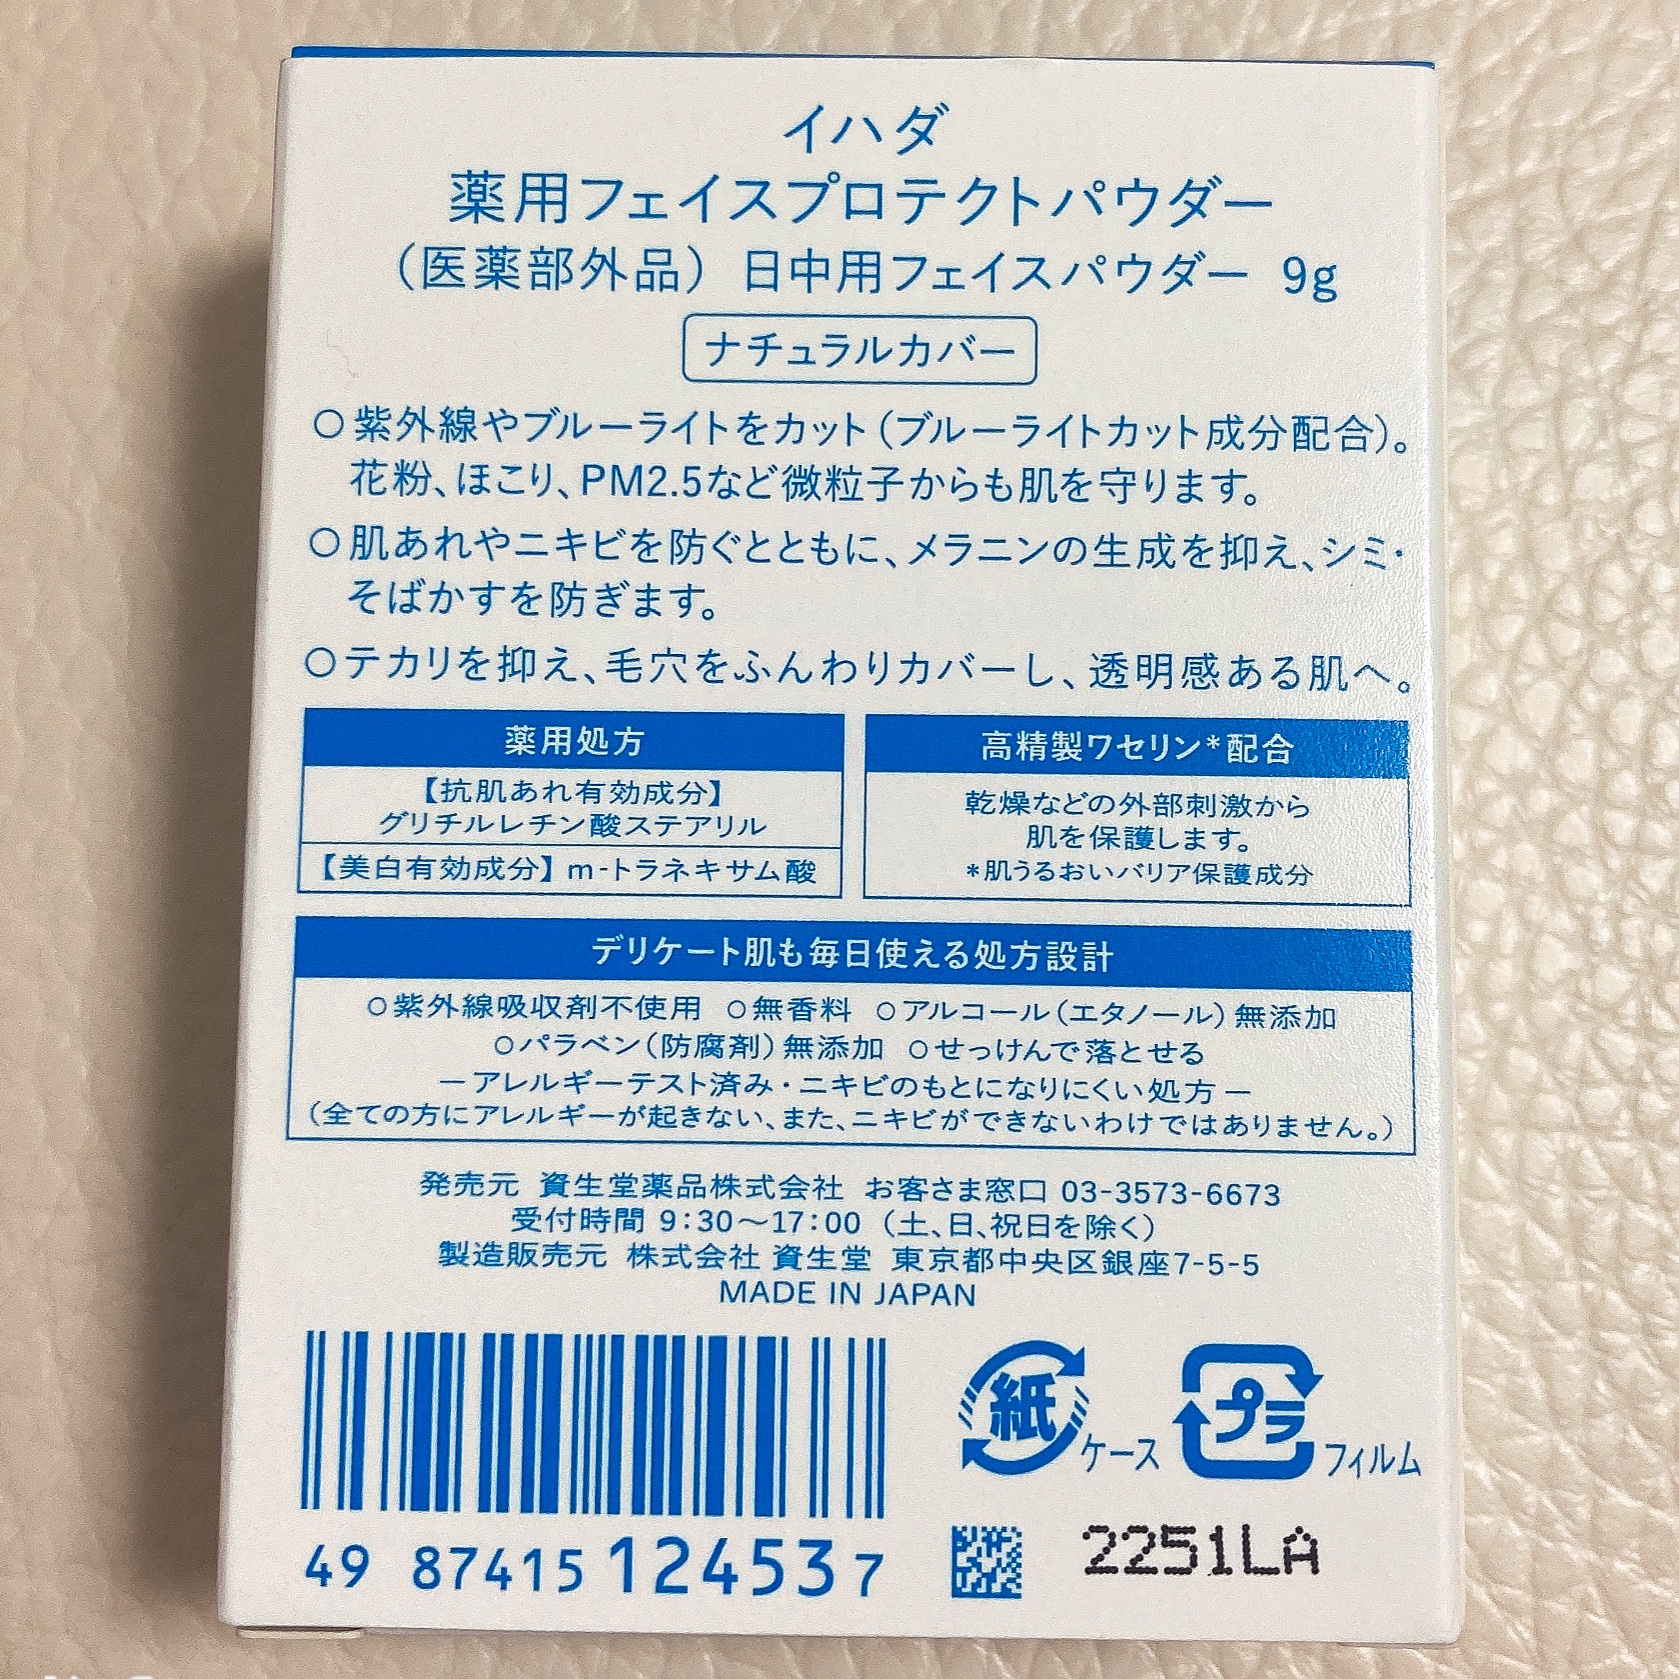 イハダ
薬用フェイスプロテクトパウダー
（医薬部外品） 日中用フェイスパウダー 9g
ナチュラルカバー
○紫外線やブルーライトをカット（ブルーライトカット成分配合）。
花粉、ほこり、PM2.5など微粒子からも肌を守ります。
○肌あれやニキビを防ぐとともに、メラニンの生成を抑え、シミ・
そばかすを防ぎます。
○テカリを抑え、毛穴をふんわりカバーし、透明感ある肌へ。
薬用処方
【抗肌あれ有効成分】
グリチルレチン酸ステアリル
【美白有効成分】m-トラネキサム酸
高精製ワセリン*配合
乾燥などの外部刺激から
肌を保護します。
*肌うるおいバリア保護成分
デリケート肌も毎日使える処方設計
○紫外線吸収剤不使用 ○無香料 ○アルコール（エタノール）無添加
○パラベン（防腐剤）無添加 ○せっけんで落とせる
－アレルギーテスト済み・ニキビのもとになりにくい処方－
（全ての方にアレルギーが起きない、また、ニキビができないわけではありません。）
発売元 資生堂薬品株式会社 お客さま窓口 03-3573-6673
受付時間 9：30～17：00（土、日、祝日を除く）
製造販売元 株式会社 資生堂 東京都中央区銀座7-5-5
MADE IN JAPAN
紙 ケース プラ フィルム
49 87415 12453 7
2251LA